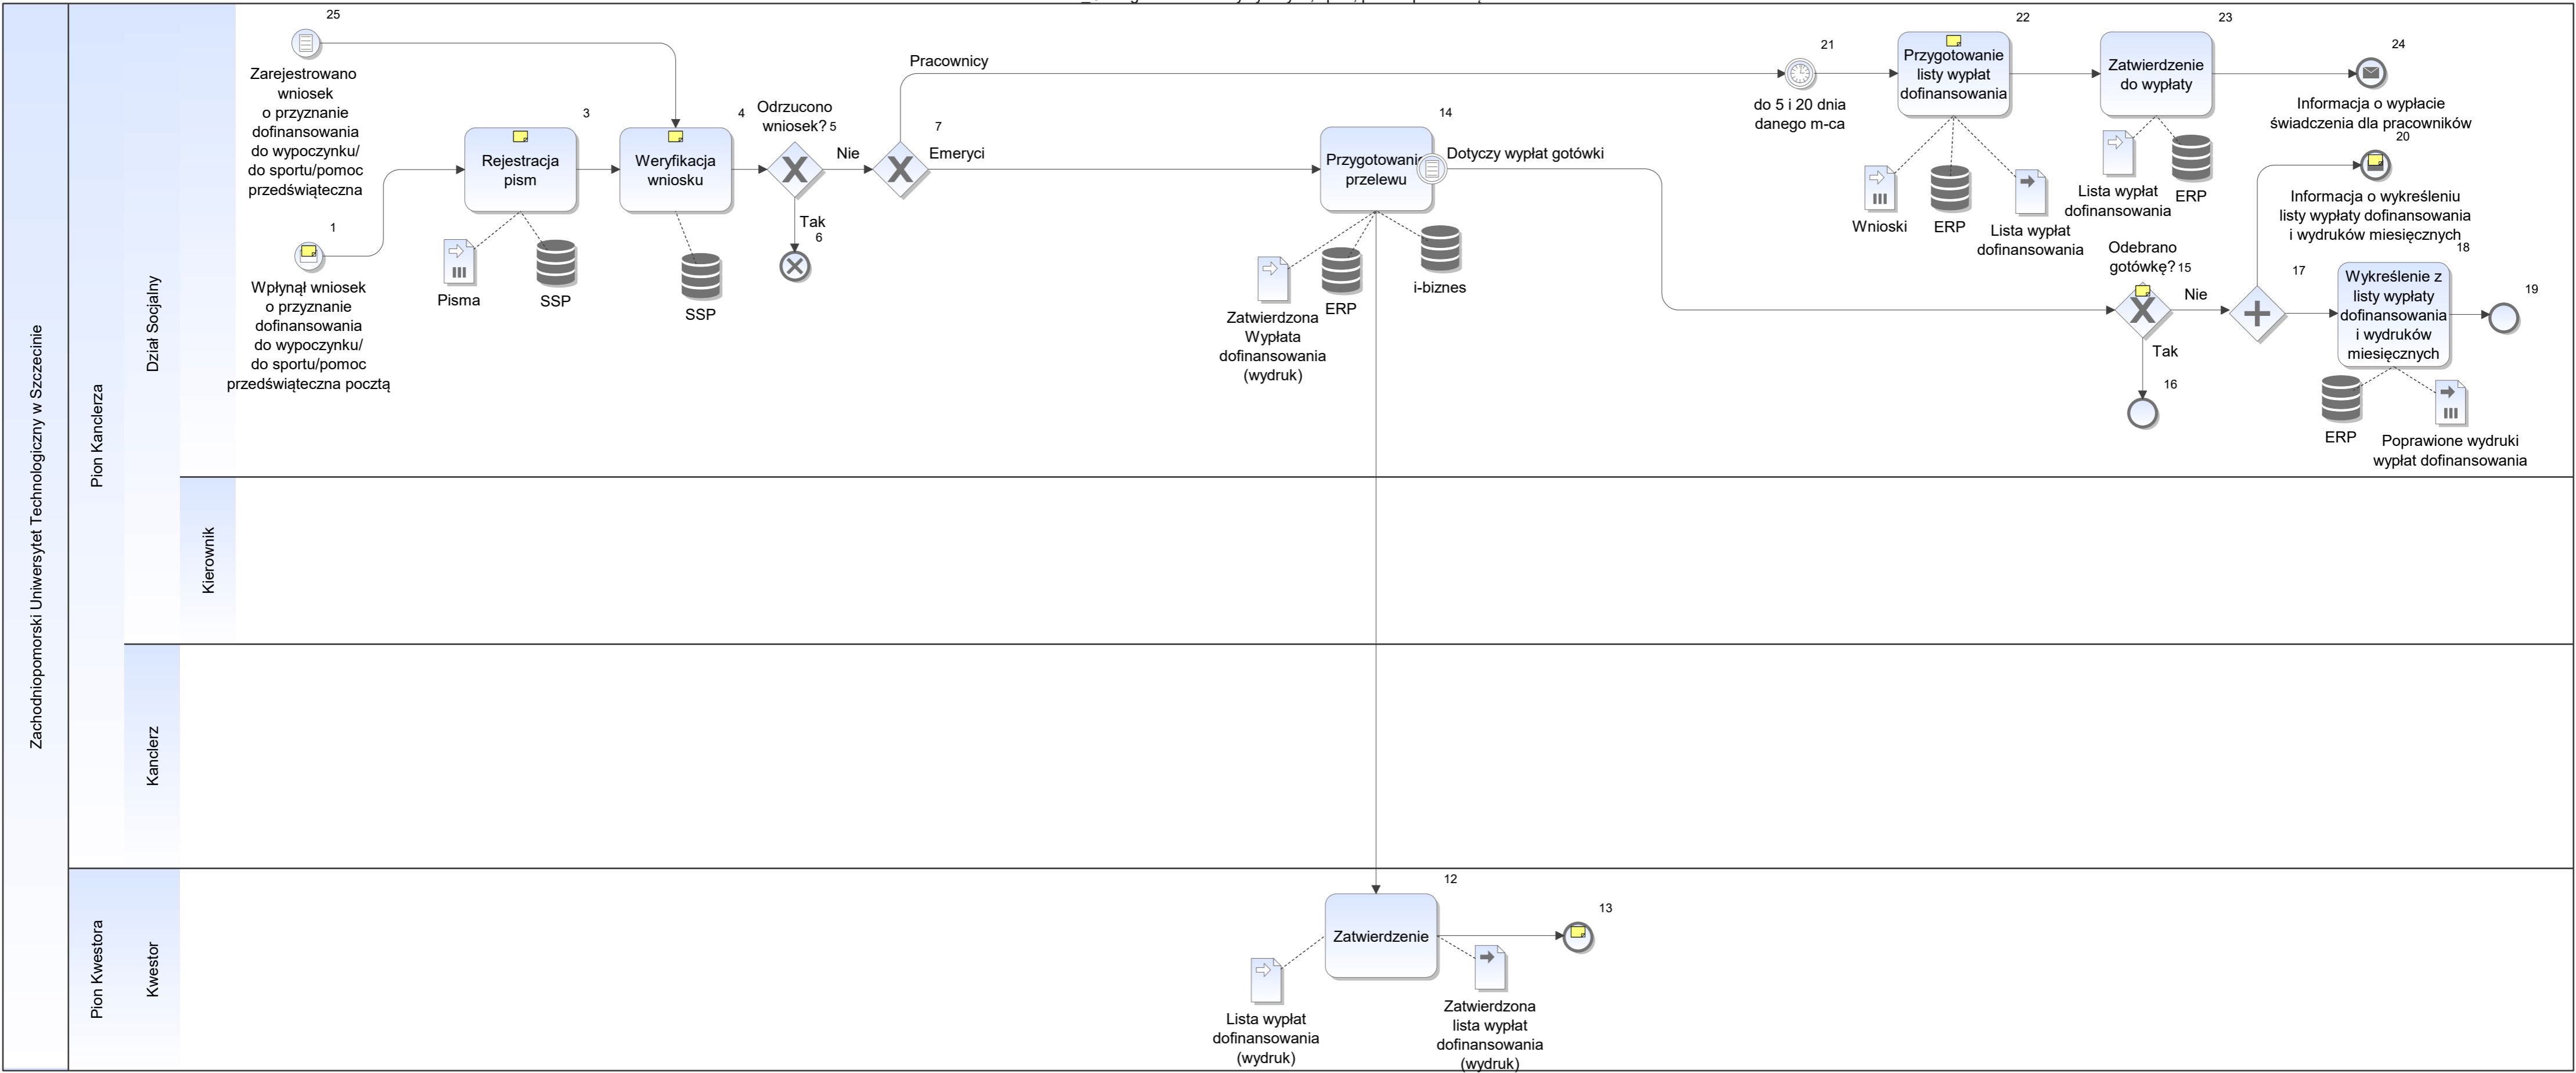 Zachodniopomorski Uniwersytet Technologiczny w Szczecinie
Pion Kanclerza
Dział Socjalny
Kierownik
Kanclerz
Pion Kwestora
Kwestor
25
Zarejestrowano
wniosek
o przyznanie
dofinansowania
do wypoczynku/
do sportu/pomoc
przedświąteczna
1
Wpłynął wniosek
o przyznanie
dofinansowania
do wypoczynku/
do sportu/pomoc
przedświąteczna pocztą
3
Rejestracja
pism
Pisma
SSP
4
Weryfikacja
wniosku
SSP
Odrzucono
wniosek? 5
Nie
Tak
6
7
Pracownicy
Emeryci
14
Przygotowanie
przelewu
Dotyczy wypłat gotówki
Zatwierdzona
Wypłata
dofinansowania
(wydruk)
ERP
i-biznes
21
do 5 i 20 dnia
danego m-ca
22
Przygotowanie
listy wypłat
dofinansowania
Wnioski
ERP
Lista wypłat
dofinansowania
23
Zatwierdzenie
do wypłaty
Lista wypłat
dofinansowania
ERP
24
Informacja o wypłacie
świadczenia dla pracowników
20
Informacja o wykreśleniu
listy wypłaty dofinansowania
i wydruków miesięcznych
Odebrano
gotówkę? 15
Nie
Tak
16
17
18
Wykreślenie z
listy wypłaty
dofinansowania
i wydruków
miesięcznych
19
ERP
Poprawione wydruki
wypłat dofinansowania
12
Zatwierdzenie
13
Lista wypłat
dofinansowania
(wydruk)
Zatwierdzona
lista wypłat
dofinansowania
(wydruk)